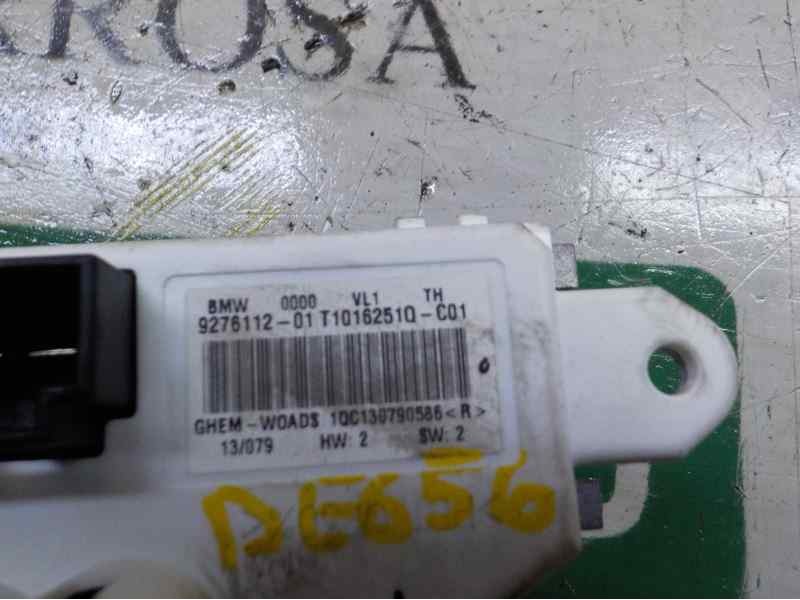 ROSA
BMW 0000 VL1 TH
9276112-01 T1016251Q-C01
GHEM-WOADS 1QC130790586<R>
13/079 HW: 2 SW: 2
DE656